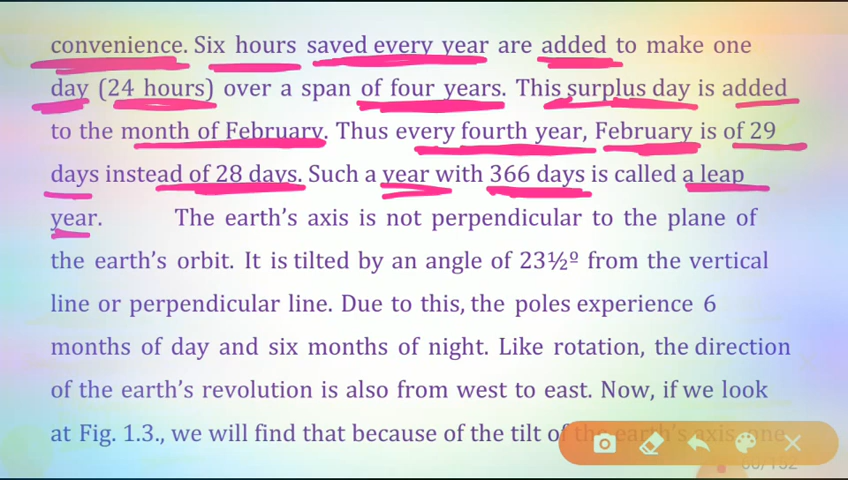 convenience. Six hours saved every year are added to make one
day (24 hours) over a span of four years. This surplus day is added
to the month of February. Thus every fourth year, February is of 29
days instead of 28 days. Such a year with 366 days is called a leap
year. The earth's axis is not perpendicular to the plane of
the earth's orbit. It is tilted by an angle of 23½º from the vertical
line or perpendicular line. Due to this, the poles experience 6
months of day and six months of night. Like rotation, the direction
of the earth's revolution is also from west to east. Now, if we look
at Fig. 1.3., we will find that because of the tilt of the earth's axis, one